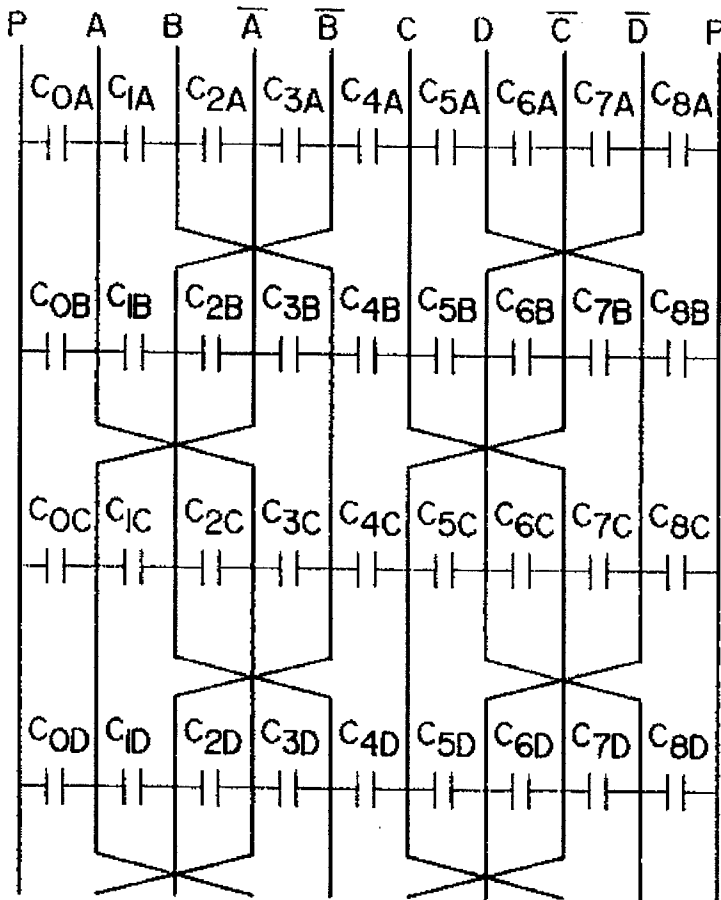 P A B A̅ B̅ C D C̅ D̅ P
C0A C1A C2A C3A C4A C5A C6A C7A C8A
C0B C1B C2B C3B C4B C5B C6B C7B C8B
C0C C1C C2C C3C C4C C5C C6C C7C C8C
C0D C1D C2D C3D C4D C5D C6D C7D C8D